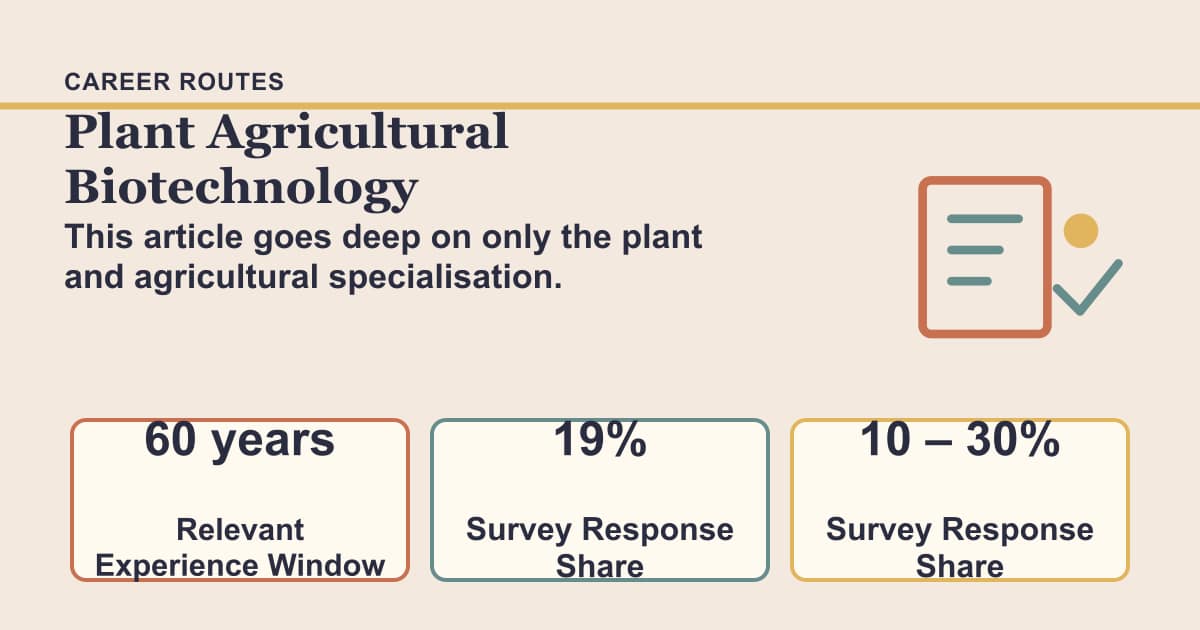 CAREER ROUTES
Plant Agricultural
Biotechnology
This article goes deep on only the plant
and agricultural specialisation.
60 years
Relevant
Experience Window
19%
Survey Response
Share
10 – 30%
Survey Response
Share